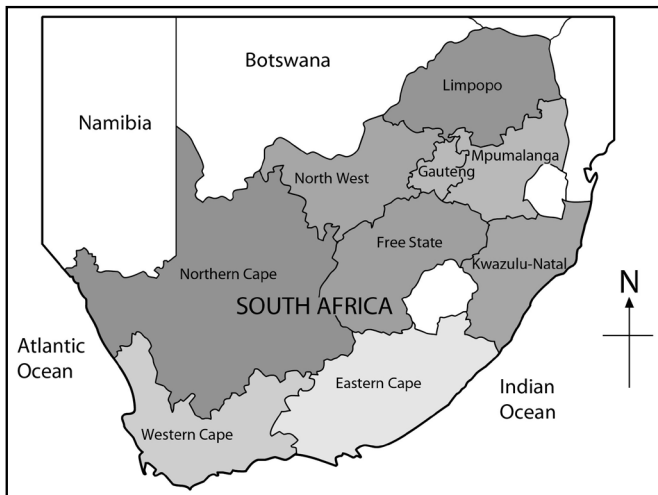 Botswana
Limpopo
Namibia
Mpumalanga
Gauteng
North West
Free State
Kwazulu-Natal
Northern Cape
N
SOUTH AFRICA
Atlantic
Ocean
Eastern Cape
Indian
Ocean
Western Cape